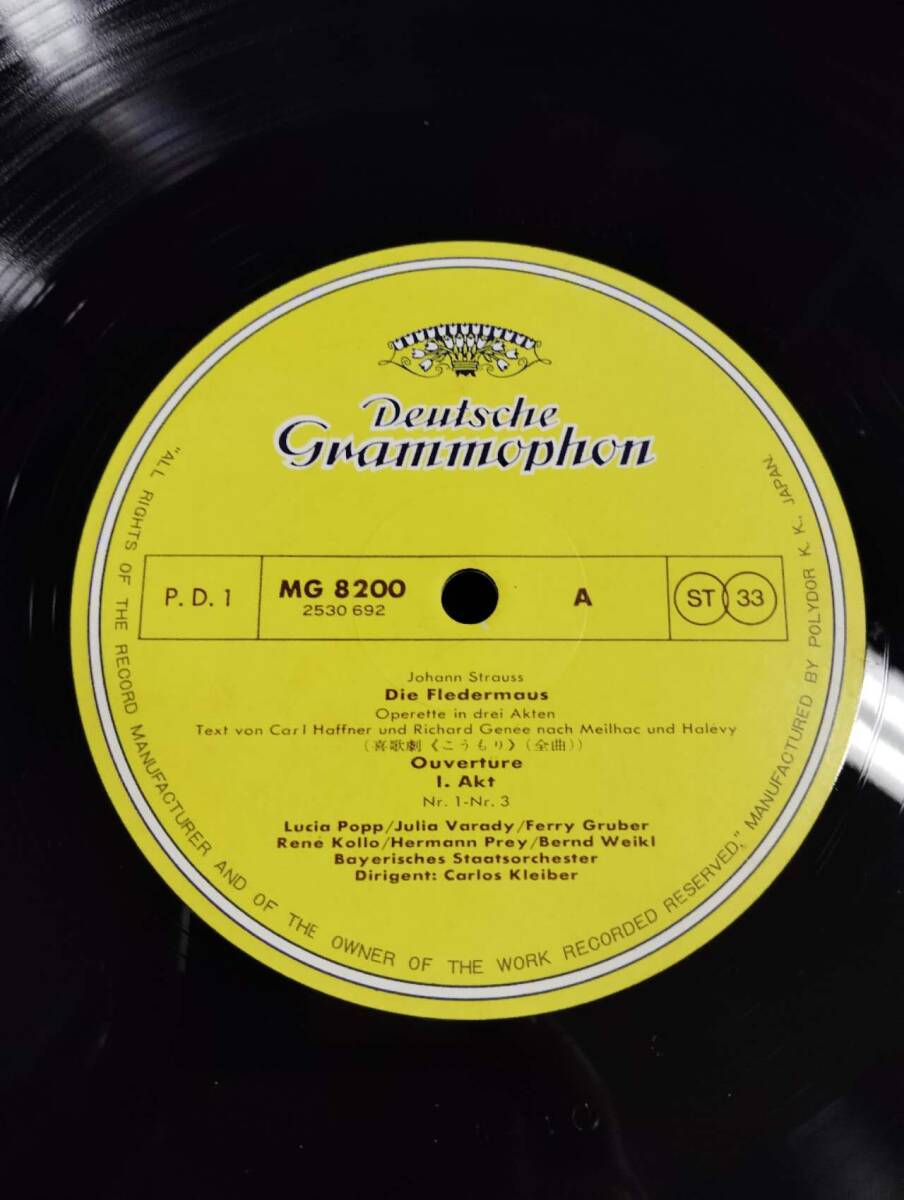 Deutsche
Grammophon
P. D. 1
MG 8200
2530 692
A
ST 33
Johann Strauss
Die Fledermaus
Operette in drei Akten
Text von Carl Haffner und Richard Genee nach Meilhac und Halévy
(喜歌劇《こうもり》(全曲))
Ouverture
I. Akt
Nr. 1-Nr. 3
Lucia Popp/Julia Varady/Ferry Gruber
René Kollo/Hermann Prey/Bernd Weikl
Bayerisches Staatsorchester
Dirigent: Carlos Kleiber
"ALL RIGHTS OF THE RECORD MANUFACTURER AND OF THE OWNER OF THE WORK RECORDED RESERVED," MANUFACTURED BY POLYDOR K. K., JAPAN.